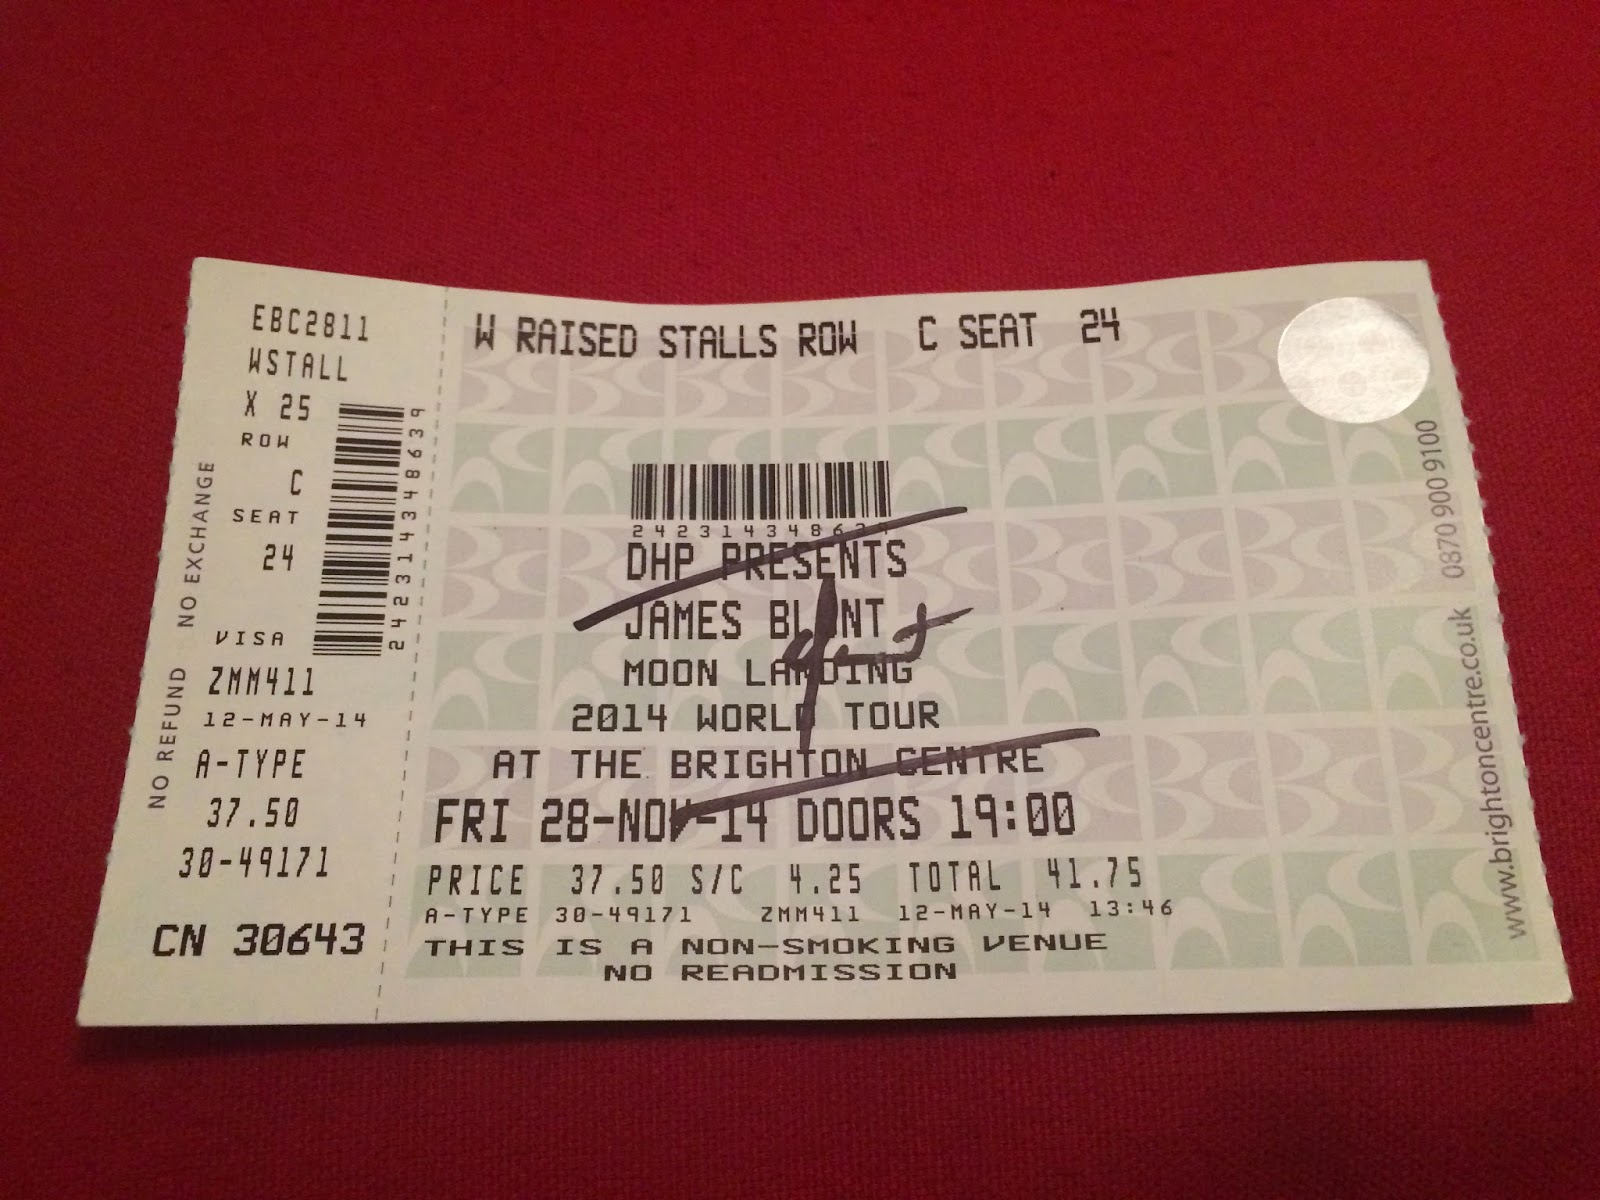 EBC2811
WSTALL
X 25
ROW
C
SEAT
24
VISA
ZMM411
12-MAY-14
A-TYPE
37.50
30-49171
CN 30643
NO REFUND NO EXCHANGE
242314348639
W RAISED STALLS ROW C SEAT 24
242314348639
DHP PRESENTS
JAMES BLUNT
MOON LANDING
2014 WORLD TOUR
AT THE BRIGHTON CENTRE
FRI 28-NOV-14 DOORS 19:00
PRICE 37.50 S/C 4.25 TOTAL 41.75
A-TYPE 30-49171 ZMM411 12-MAY-14 13:46
THIS IS A NON-SMOKING VENUE
NO READMISSION
www.brightoncentre.co.uk 0870 900 9100